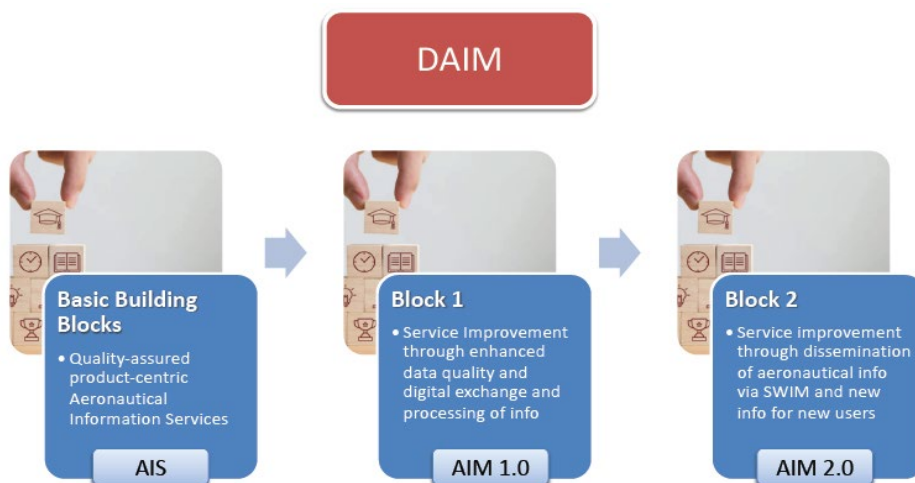 DAIM
Basic Building
Blocks
• Quality-assured
product-centric
Aeronautical
Information Services
AIS
Block 1
• Service Improvement
through enhanced
data quality and
digital exchange and
processing of info
AIM 1.0
Block 2
• Service improvement
through dissemination
of aeronautical info
via SWIM and new
info for new users
AIM 2.0